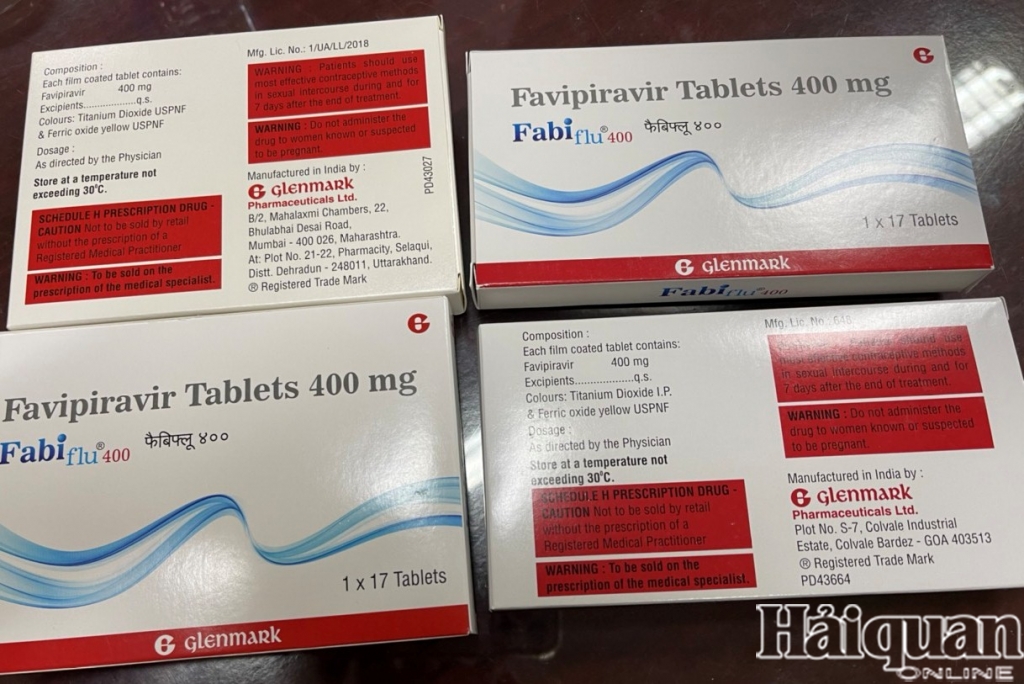 Composition :
Each film coated tablet contains:
Favipiravir 400 mg
Excipients..................q.s.
Colours: Titanium Dioxide USPNF
& Ferric oxide yellow USPNF
Dosage :
As directed by the Physician
Store at a temperature not
exceeding 30°C.
SCHEDULE H PRESCRIPTION DRUG -
CAUTION Not to be sold by retail
without the prescription of a
Registered Medical Practitioner
WARNING : To be sold on the
prescription of the medical specialist.
Mfg. Lic. No.: 1/UA/LL/2018
WARNING : Patients should use
most effective contraceptive methods
in sexual intercourse during and for
7 days after the end of treatment.
WARNING : Do not administer the
drug to women known or suspected
to be pregnant.
Manufactured in India by :
G glenmark
Pharmaceuticals Ltd.
B/2, Mahalaxmi Chambers, 22,
Bhulabhai Desai Road,
Mumbai - 400 026, Maharashtra.
At: Plot No. 21-22, Pharmacity, Selaqui,
Distt. Dehradun - 248011, Uttarakhand.
® Registered Trade Mark
PD43027
G
Favipiravir Tablets 400 mg
Fabiflu®400 फैबिफ्लू ४००
1 x 17 Tablets
G glenmark
Fabiflu®400
G
Favipiravir Tablets 400 mg
Fabiflu®400 फैबिफ्लू ४००
1 x 17 Tablets
G glenmark
Composition :
Each film coated tablet contains:
Favipiravir 400 mg
Excipients..................q.s.
Colours: Titanium Dioxide I.P.
& Ferric oxide yellow USPNF
Dosage :
As directed by the Physician
Store at a temperature not
exceeding 30°C.
SCHEDULE H PRESCRIPTION DRUG -
CAUTION Not to be sold by retail
without the prescription of a
Registered Medical Practitioner
WARNING : To be sold on the
prescription of the medical specialist.
Mfg. Lic. No.: 648
should use
most effective contraceptive methods
in sexual intercourse during and for
7 days after the end of treatment.
WARNING : Do not administer the
drug to women known or suspected
to be pregnant.
Manufactured in India by :
G glenmark
Pharmaceuticals Ltd.
Plot No. S-7, Colvale Industrial
Estate, Colvale Bardez - GOA 403513
® Registered Trade Mark
PD43664
Hảiquan
ONLINE